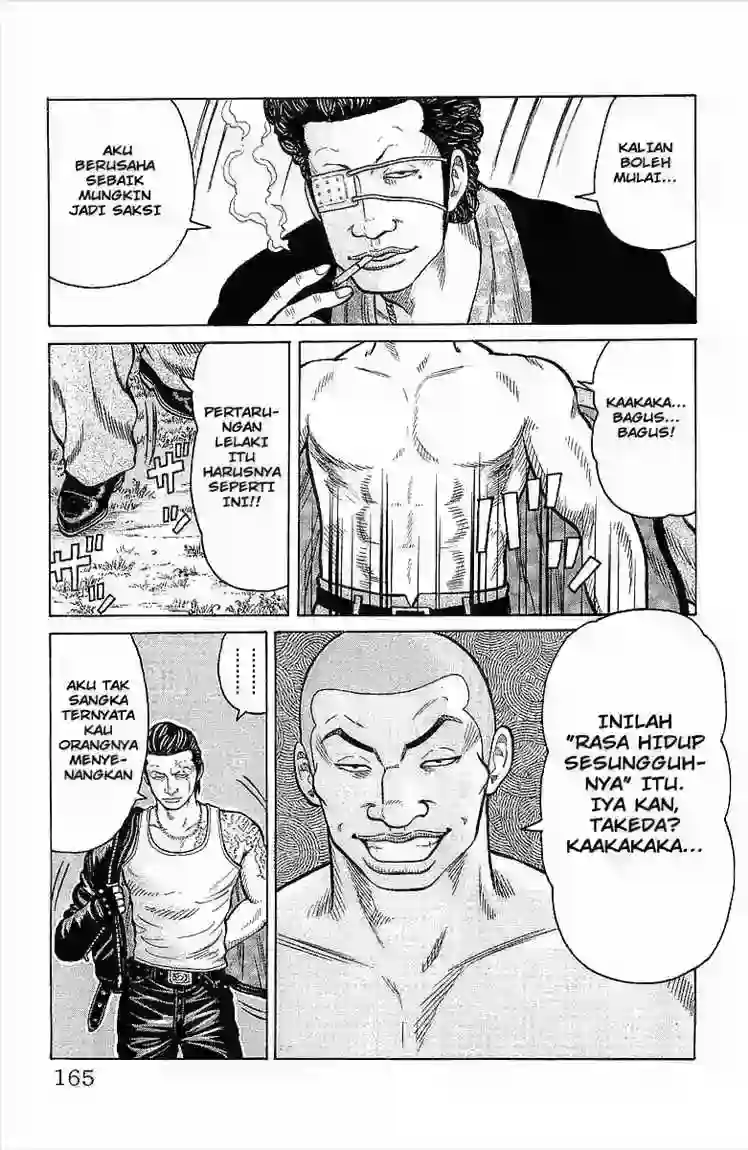 KALIAN
BOLEH
MULAI...
AKU
BERUSAHA
SEBAIK
MUNGKIN
JADI SAKSI
KAAKAKA...
BAGUS...
BAGUS!
PERTARU-
NGAN
LELAKI
ITU
HARUSNYA
SEPERTI
INI!!
INILAH
"RASA HIDUP
SESUNGGUH-
NYA" ITU.
IYA KAN,
TAKEDA?
KAAKAKAKA...
.......
AKU TAK
SANGKA
TERNYATA
KAU
ORANGNYA
MENYE-
NANGKAN
165